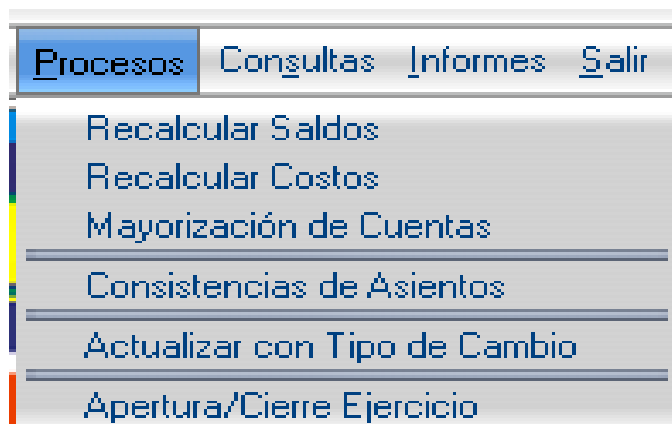 Procesos Consultas Informes Salir
Recalcular Saldos
Recalcular Costos
Mayorización de Cuentas
Consistencias de Asientos
Actualizar con Tipo de Cambio
Apertura/Cierre Ejercicio